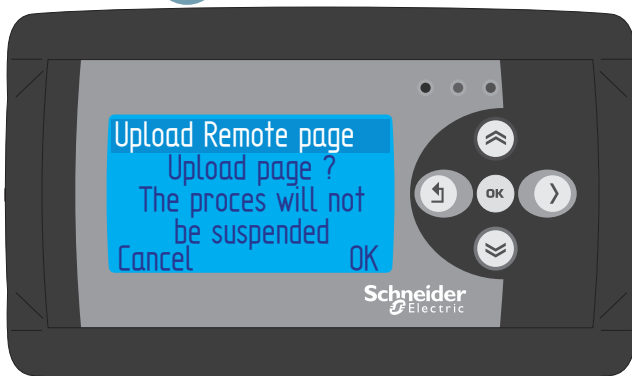 Upload Remote page
Upload page ?
The proces will not
be suspended
Cancel OK
OK
Schneider
Electric